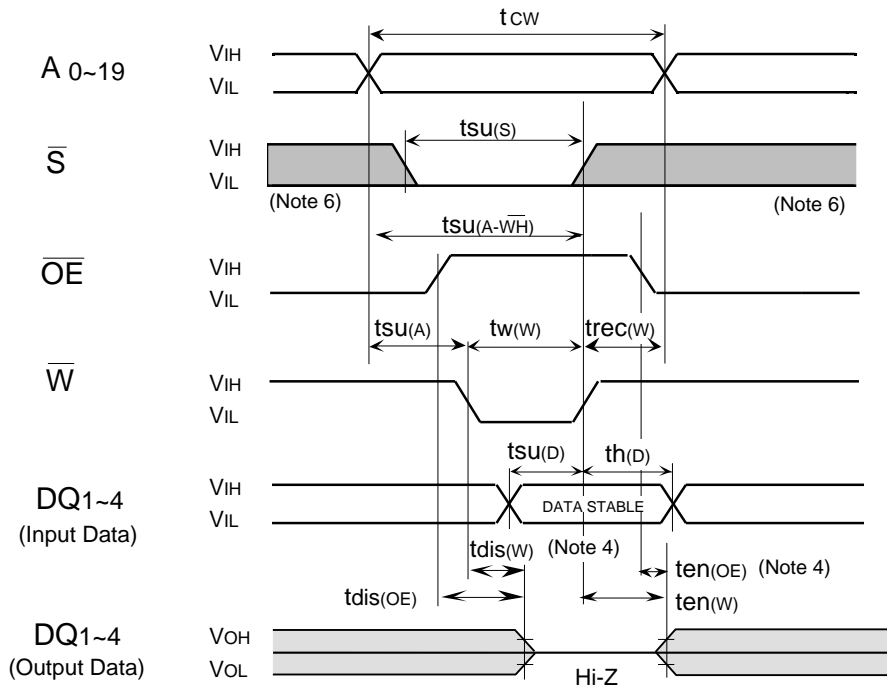 tCW
A 0~19
VIH
VIL
S
VIH
VIL
tsu(S)
(Note 6)
(Note 6)
tsu(A-WH)
OE
VIH
VIL
tsu(A)
tw(W)
trec(W)
W
VIH
VIL
tsu(D)
th(D)
DQ1~4
(Input Data)
VIH
VIL
DATA STABLE
tdis(W)
(Note 4)
ten(OE)
(Note 4)
tdis(OE)
ten(W)
DQ1~4
(Output Data)
VOH
VOL
Hi-Z